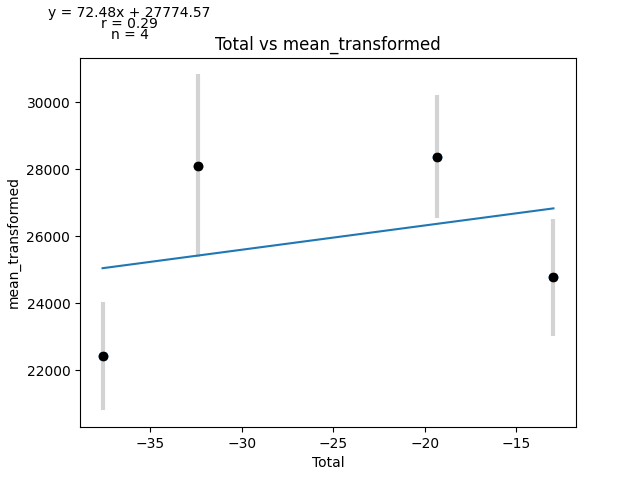 y = 72.48x + 27774.57
r = 0.29
n = 4
Total vs mean_transformed
30000
28000
26000
24000
22000
mean_transformed
−35
−30
−25
−20
−15
Total